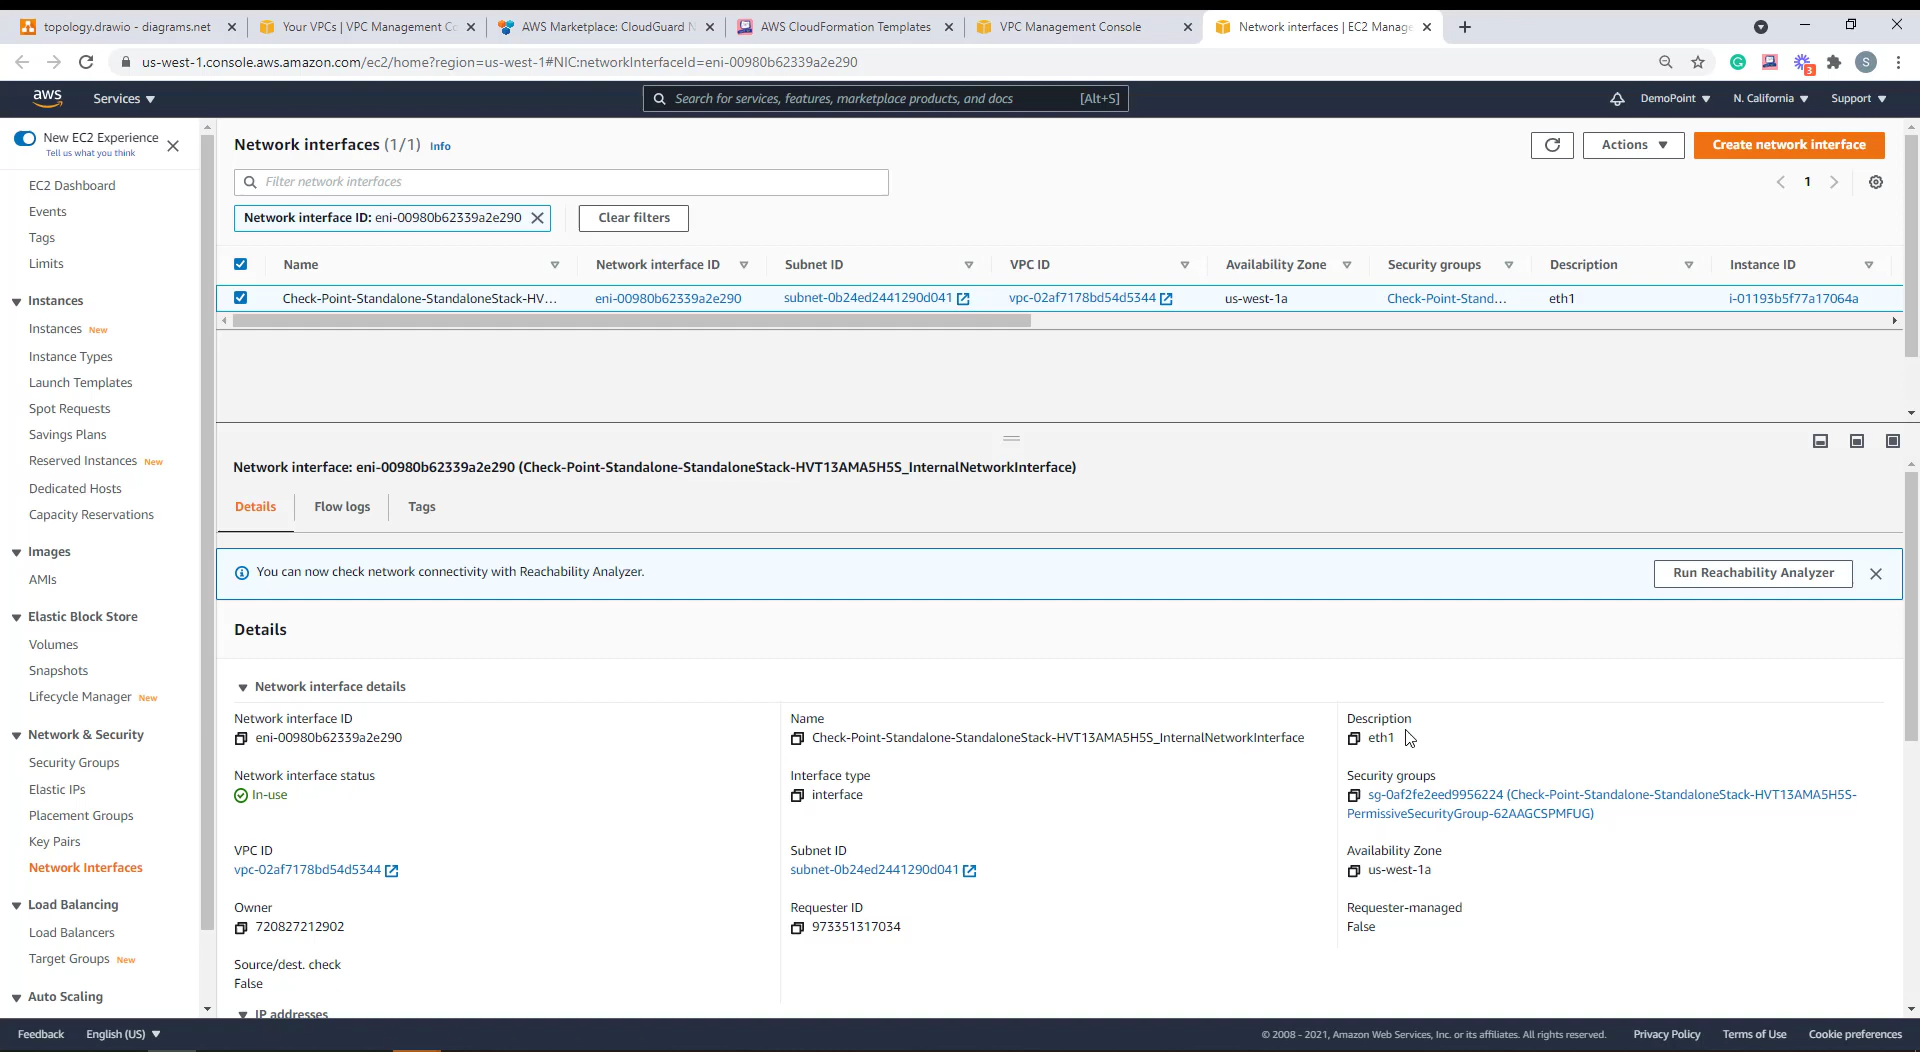 topology.drawio - diagrams.net
Your VPCs | VPC Management Co
AWS Marketplace: CloudGuard N
AWS CloudFormation Templates
VPC Management Console
Network interfaces | EC2 Manage
us-west-1.console.aws.amazon.com/ec2/home?region=us-west-1#NIC:networkInterfaceId=eni-00980b62339a2e290
3
S
aws
Services
Search for services, features, marketplace products, and docs
[Alt+S]
DemoPoint
N. California
Support
New EC2 Experience
Tell us what you think
EC2 Dashboard
Events
Tags
Limits
Instances
Instances New
Instance Types
Launch Templates
Spot Requests
Savings Plans
Reserved Instances New
Dedicated Hosts
Capacity Reservations
Images
AMIs
Elastic Block Store
Volumes
Snapshots
Lifecycle Manager New
Network & Security
Security Groups
Elastic IPs
Placement Groups
Key Pairs
Network Interfaces
Load Balancing
Load Balancers
Target Groups New
Auto Scaling
Network interfaces (1/1) Info
Actions
Create network interface
Filter network interfaces
1
Network interface ID: eni-00980b62339a2e290
Clear filters
Name
Network interface ID
Subnet ID
VPC ID
Availability Zone
Security groups
Description
Instance ID
Check-Point-Standalone-StandaloneStack-HV...
eni-00980b62339a2e290
subnet-0b24ed2441290d041
vpc-02af7178bd54d5344
us-west-1a
Check-Point-Stand...
eth1
i-01193b5f77a17064a
Network interface: eni-00980b62339a2e290 (Check-Point-Standalone-StandaloneStack-HVT13AMA5H5S_InternalNetworkInterface)
Details
Flow logs
Tags
You can now check network connectivity with Reachability Analyzer.
Run Reachability Analyzer
Details
Network interface details
Network interface ID
eni-00980b62339a2e290
Name
Check-Point-Standalone-StandaloneStack-HVT13AMA5H5S_InternalNetworkInterface
Description
eth1
Network interface status
In-use
Interface type
interface
Security groups
sg-0af2fe2eed9956224 (Check-Point-Standalone-StandaloneStack-HVT13AMA5H5S-
PermissiveSecurityGroup-62AAGCSPMFUG)
VPC ID
vpc-02af7178bd54d5344
Subnet ID
subnet-0b24ed2441290d041
Availability Zone
us-west-1a
Owner
720827212902
Requester ID
973351317034
Requester-managed
False
Source/dest. check
False
IP addresses
Feedback
English (US)
© 2008 - 2021, Amazon Web Services, Inc. or its affiliates. All rights reserved.
Privacy Policy
Terms of Use
Cookie preferences